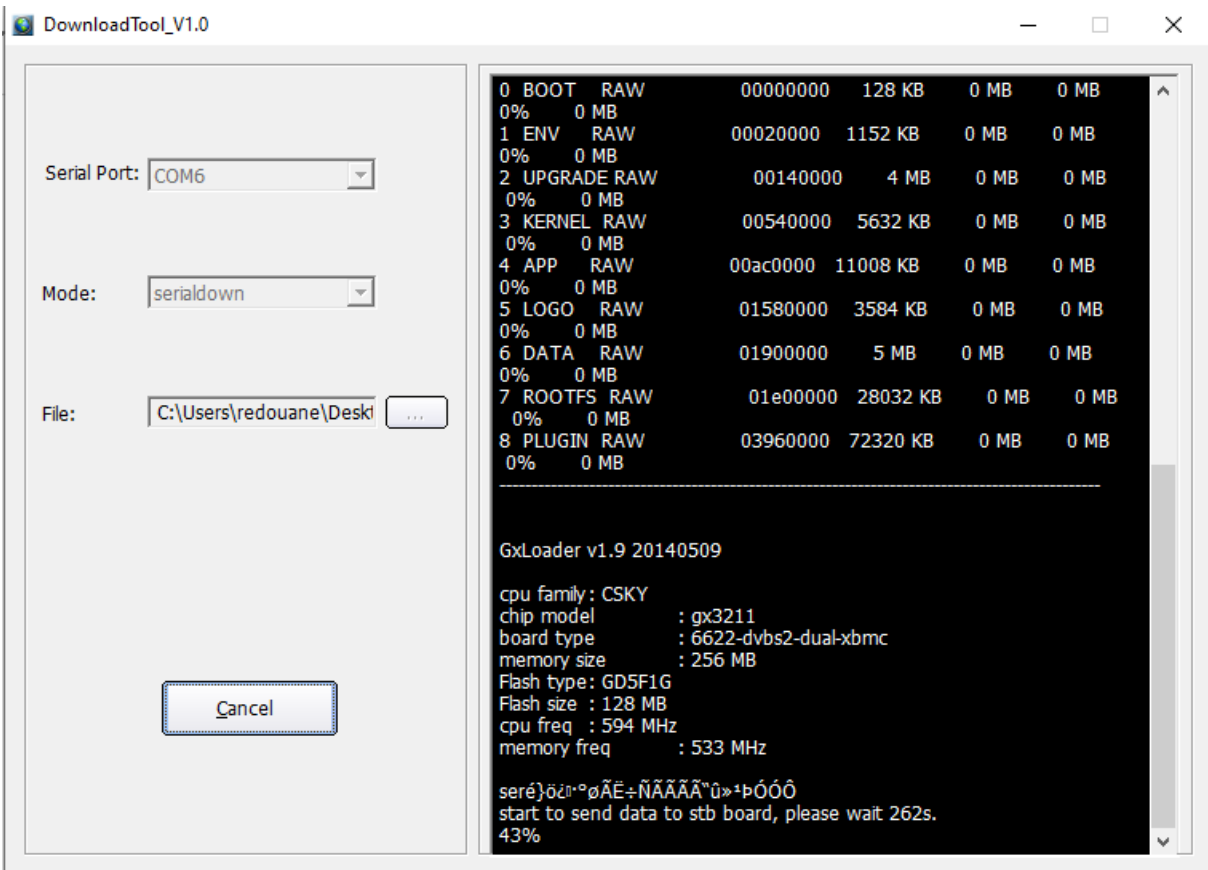 DownloadTool_V1.0
Serial Port:
COM6
Mode:
serialdown
File:
C:\Users\redouane\Deskt
...
Cancel
0 BOOT RAW 00000000 128 KB 0 MB 0 MB
0% 0 MB
1 ENV RAW 00020000 1152 KB 0 MB 0 MB
0% 0 MB
2 UPGRADE RAW 00140000 4 MB 0 MB 0 MB
0% 0 MB
3 KERNEL RAW 00540000 5632 KB 0 MB 0 MB
0% 0 MB
4 APP RAW 00ac0000 11008 KB 0 MB 0 MB
0% 0 MB
5 LOGO RAW 01580000 3584 KB 0 MB 0 MB
0% 0 MB
6 DATA RAW 01900000 5 MB 0 MB 0 MB
0% 0 MB
7 ROOTFS RAW 01e00000 28032 KB 0 MB 0 MB
0% 0 MB
8 PLUGIN RAW 03960000 72320 KB 0 MB 0 MB
0% 0 MB
GxLoader v1.9 20140509
cpu family: CSKY
chip model : gx3211
board type : 6622-dvbs2-dual-xbmc
memory size : 256 MB
Flash type: GD5F1G
Flash size : 128 MB
cpu freq : 594 MHz
memory freq : 533 MHz
start to send data to stb board, please wait 262s.
43%